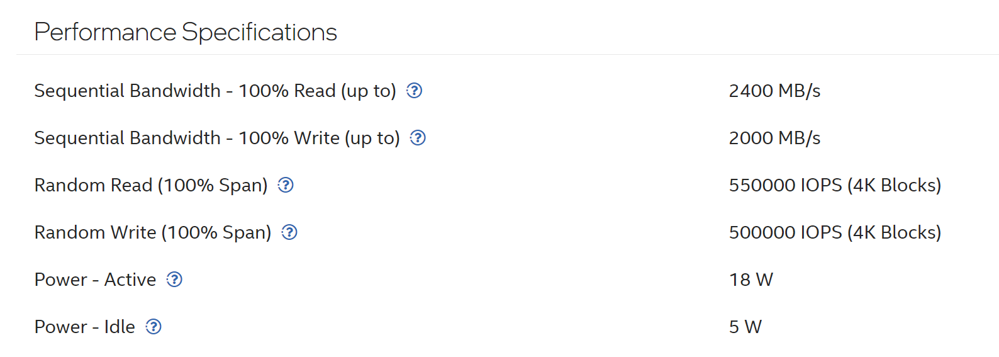 Performance Specifications
Sequential Bandwidth - 100% Read (up to) ? 2400 MB/s
Sequential Bandwidth - 100% Write (up to) ? 2000 MB/s
Random Read (100% Span) ? 550000 IOPS (4K Blocks)
Random Write (100% Span) ? 500000 IOPS (4K Blocks)
Power - Active ? 18 W
Power - Idle ? 5 W